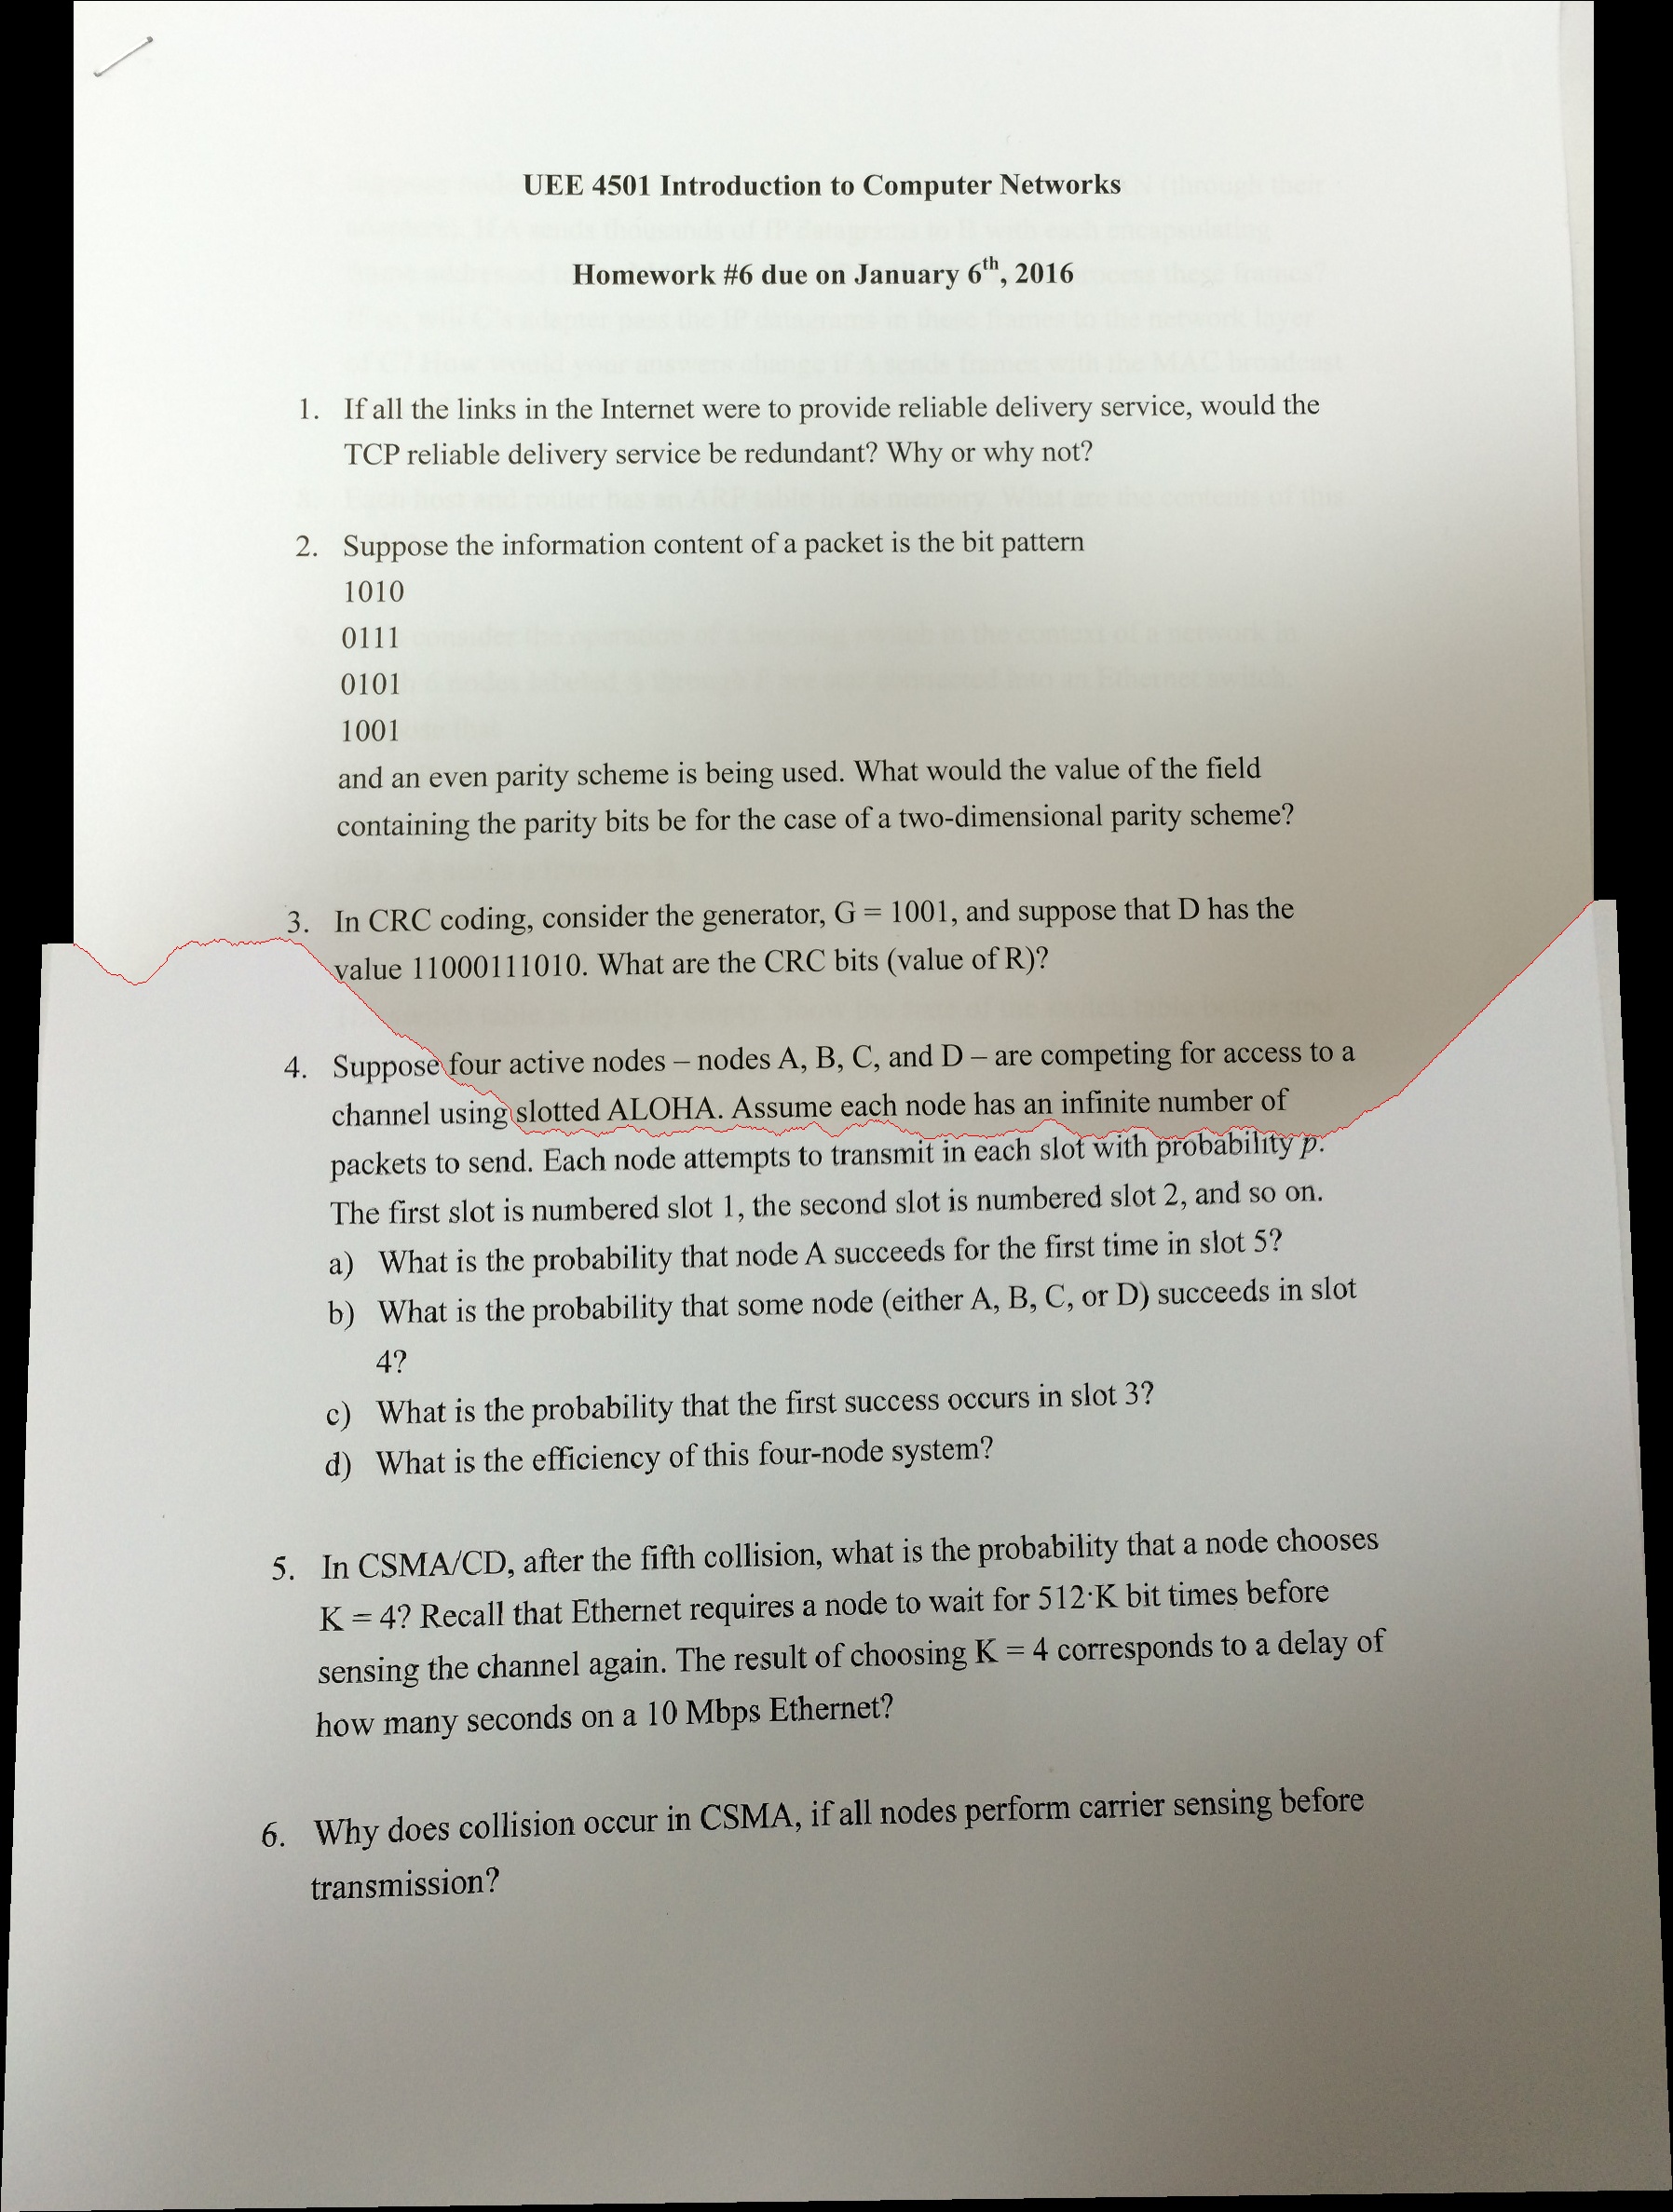 UEE 4501 Introduction to Computer Networks
Homework #6 due on January 6th, 2016
1. If all the links in the Internet were to provide reliable delivery service, would the
TCP reliable delivery service be redundant? Why or why not?
2. Suppose the information content of a packet is the bit pattern
1010
0111
0101
1001
and an even parity scheme is being used. What would the value of the field
containing the parity bits be for the case of a two-dimensional parity scheme?
3. In CRC coding, consider the generator, G = 1001, and suppose that D has the
value 11000111010. What are the CRC bits (value of R)?
4. Suppose four active nodes – nodes A, B, C, and D – are competing for access to a
channel using slotted ALOHA. Assume each node has an infinite number of
packets to send. Each node attempts to transmit in each slot with probability p.
The first slot is numbered slot 1, the second slot is numbered slot 2, and so on.
a) What is the probability that node A succeeds for the first time in slot 5?
b) What is the probability that some node (either A, B, C, or D) succeeds in slot
4?
c) What is the probability that the first success occurs in slot 3?
d) What is the efficiency of this four-node system?
5. In CSMA/CD, after the fifth collision, what is the probability that a node chooses
K = 4? Recall that Ethernet requires a node to wait for 512·K bit times before
sensing the channel again. The result of choosing K = 4 corresponds to a delay of
how many seconds on a 10 Mbps Ethernet?
6. Why does collision occur in CSMA, if all nodes perform carrier sensing before
transmission?